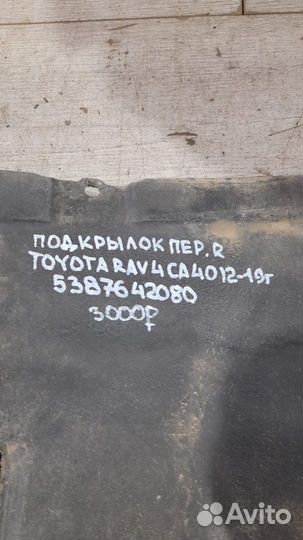 ПОДКРЫЛОК ПЕР. R
TOYOTA RAV4 CA40 12-19г
5387642080
3000₽
Avito